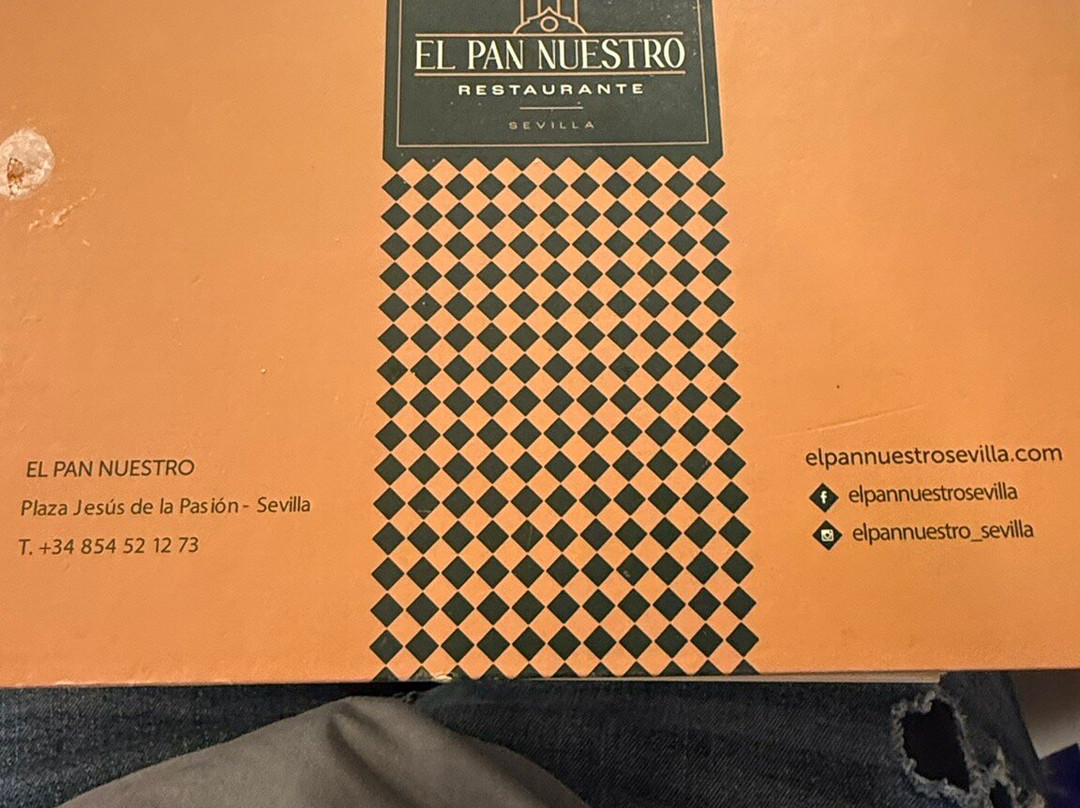 EL PAN NUESTRO
RESTAURANTE
SEVILLA
EL PAN NUESTRO
Plaza Jesús de la Pasión - Sevilla
T. +34 854 52 12 73
elpannuestrosevilla.com
elpannuestrosevilla
elpannuestro_sevilla